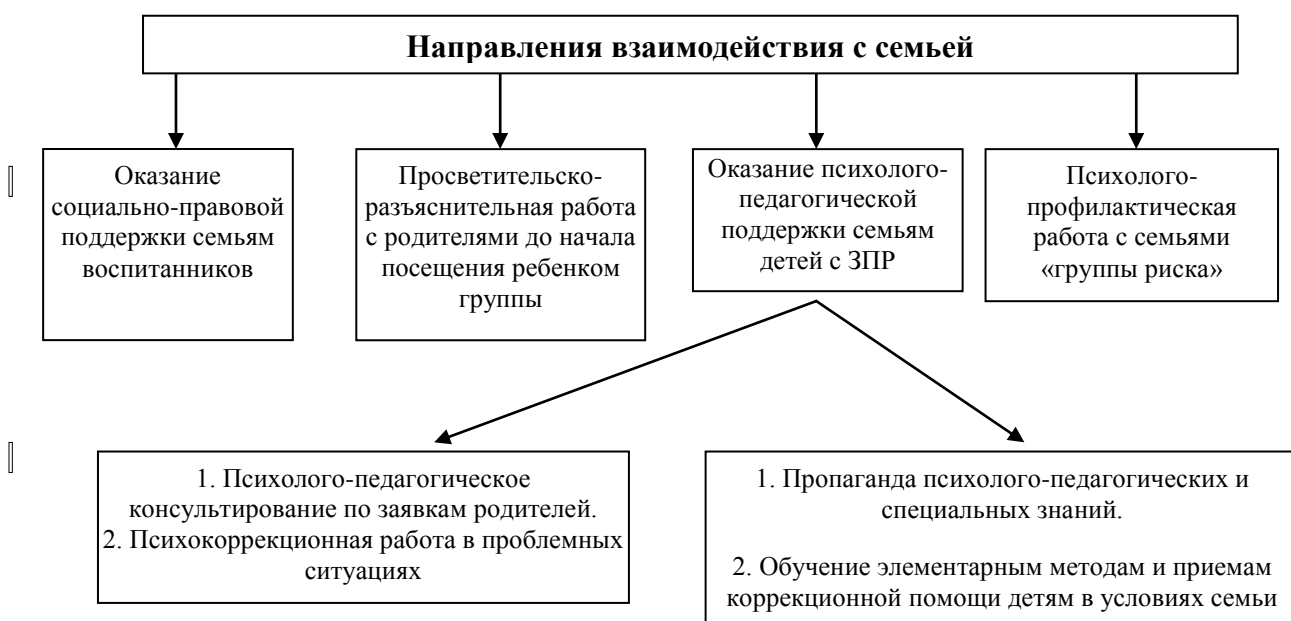 Направления взаимодействия с семьей
Оказание
социально-правовой
поддержки семьям
воспитанников
Просветительско-
разъяснительная работа
с родителями до начала
посещения ребенком
группы
Оказание психолого-
педагогической
поддержки семьям
детей с ЗПР
Психолого-
профилактическая
работа с семьями
«группы риска»
1. Психолого-педагогическое
консультирование по заявкам родителей.
2. Психокоррекционная работа в проблемных
ситуациях
1. Пропаганда психолого-педагогических и
специальных знаний.
2. Обучение элементарным методам и приемам
коррекционной помощи детям в условиях семьи